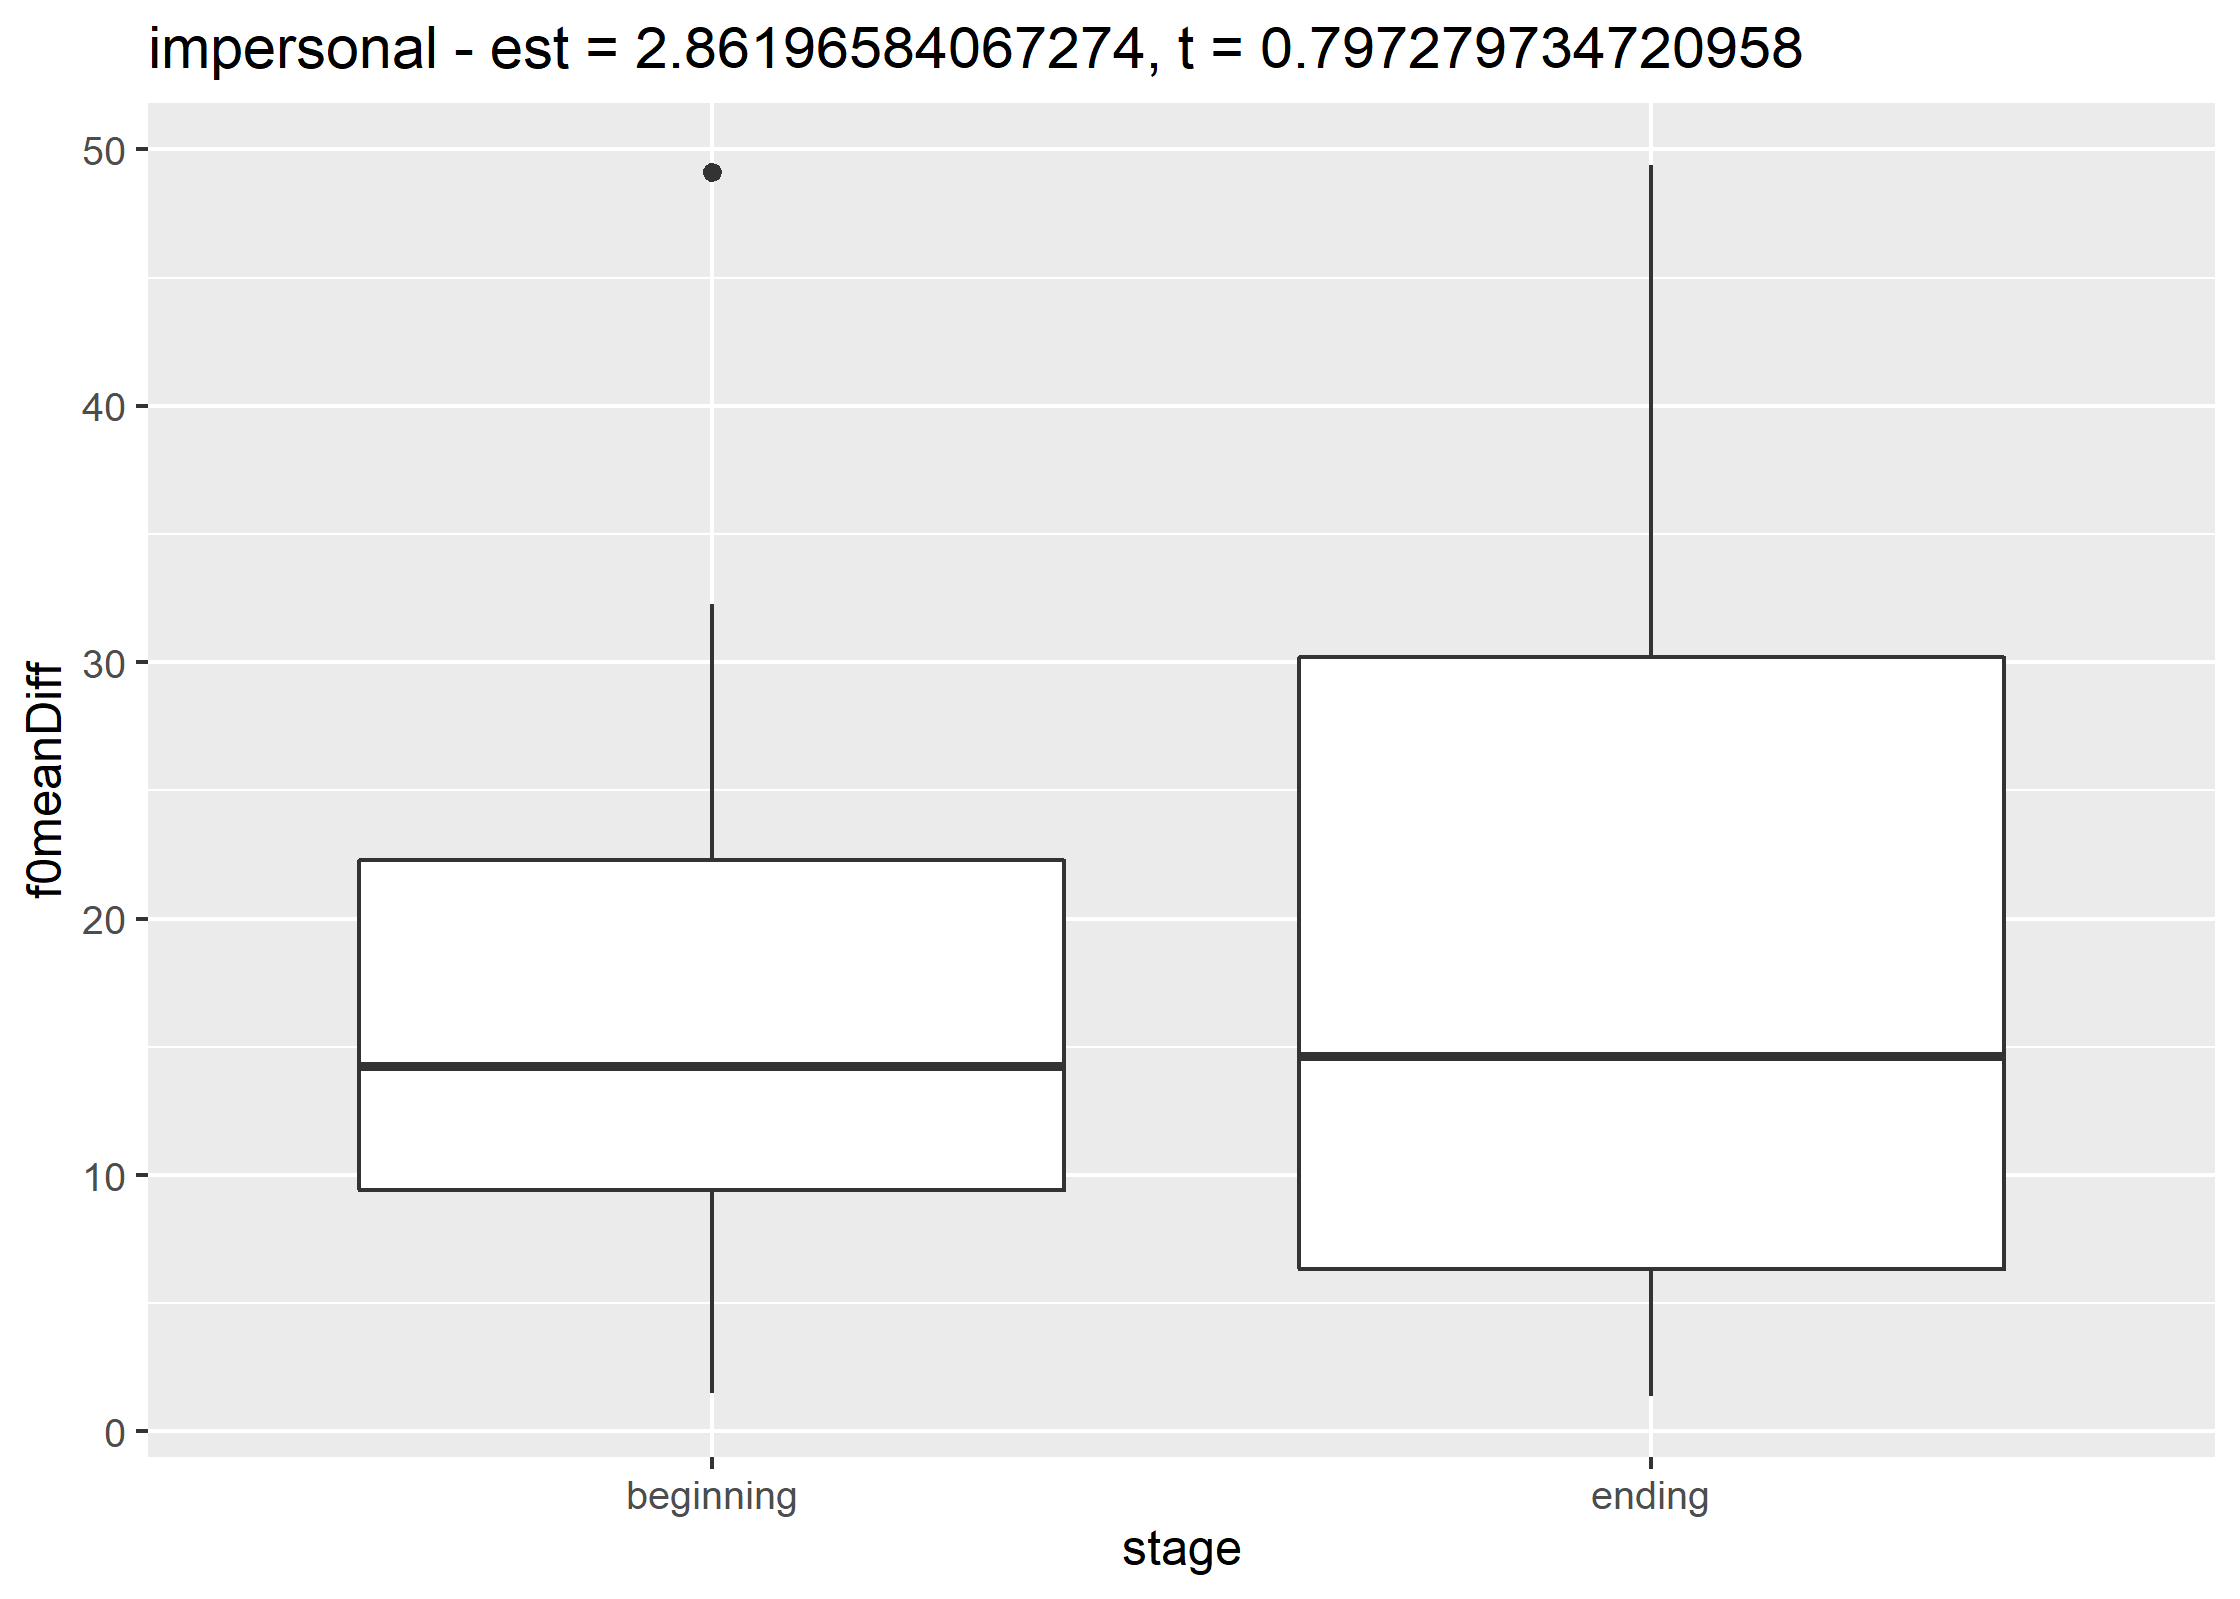 impersonal - est = 2.86196584067274, t = 0.797279734720958
50
40
30
20
10
0
f0meanDiff
beginning
ending
stage